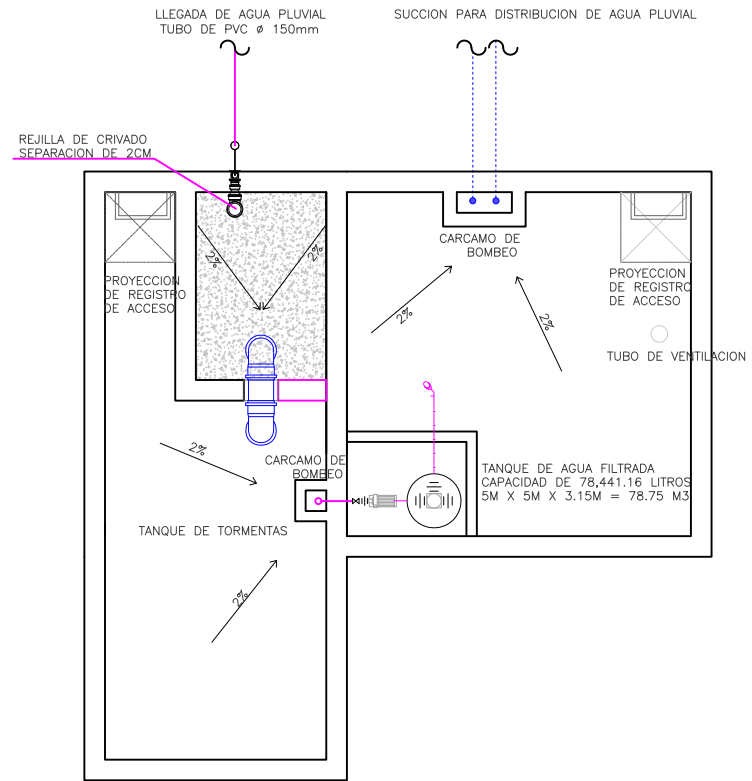 LLEGADA DE AGUA PLUVIAL
TUBO DE PVC ø 150mm
SUCCION PARA DISTRIBUCION DE AGUA PLUVIAL
REJILLA DE CRIVADO
SEPARACION DE 2CM
CARCAMO DE
BOMBEO
2%
2%
PROYECCION
DE REGISTRO
DE ACCESO
PROYECCION
DE REGISTRO
DE ACCESO
2%
2%
TUBO DE VENTILACION
2%
CARCAMO DE
BOMBEO
TANQUE DE AGUA FILTRADA
CAPACIDAD DE 78,441.16 LITROS
5M X 5M X 3.15M = 78.75 M3
TANQUE DE TORMENTAS
2%